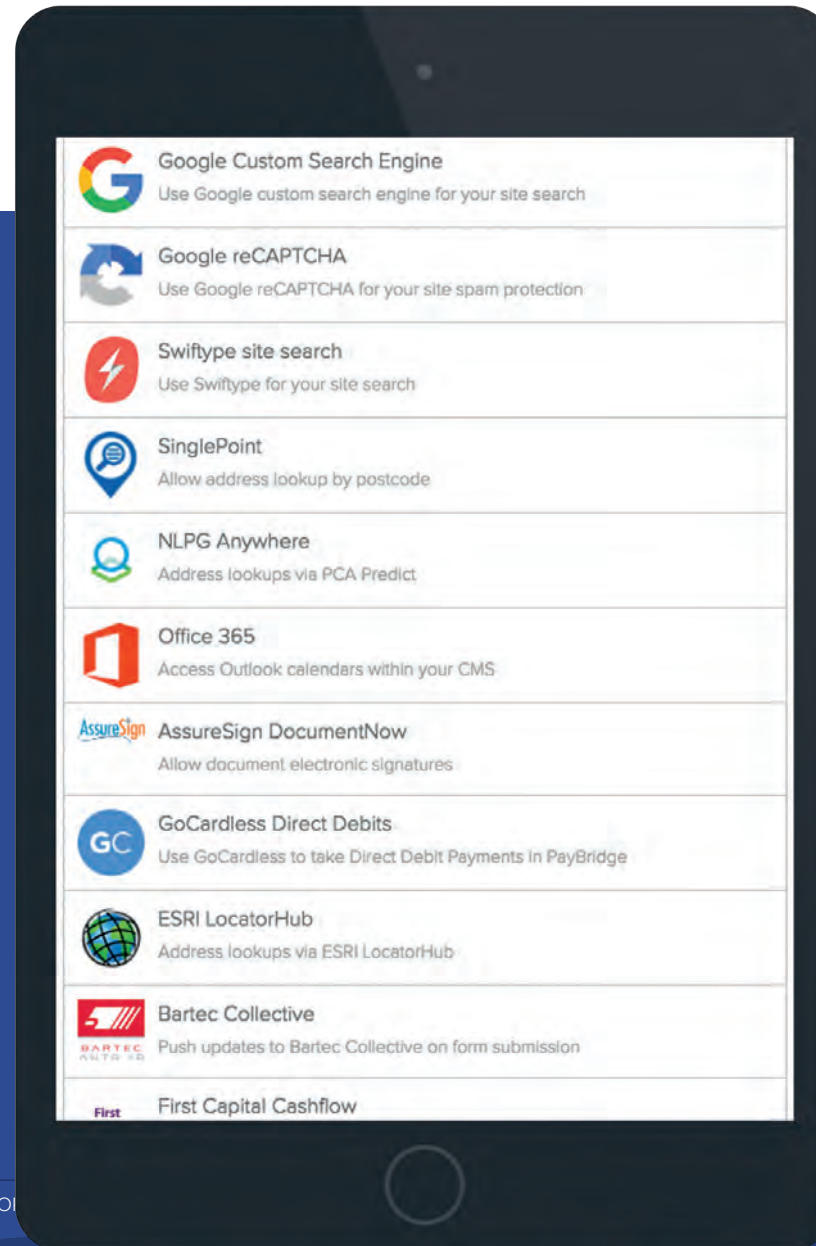 Google Custom Search Engine
Use Google custom search engine for your site search
Google reCAPTCHA
Use Google reCAPTCHA for your site spam protection
Swiftype site search
Use Swiftype for your site search
SinglePoint
Allow address lookup by postcode
NLPG Anywhere
Address lookups via PCA Predict
Office 365
Access Outlook calendars within your CMS
AssureSign
AssureSign DocumentNow
Allow document electronic signatures
GC
GoCardless Direct Debits
Use GoCardless to take Direct Debit Payments in PayBridge
ESRI LocatorHub
Address lookups via ESRI LocatorHub
BARTEC
Bartec Collective
Push updates to Bartec Collective on form submission
First
First Capital Cashflow